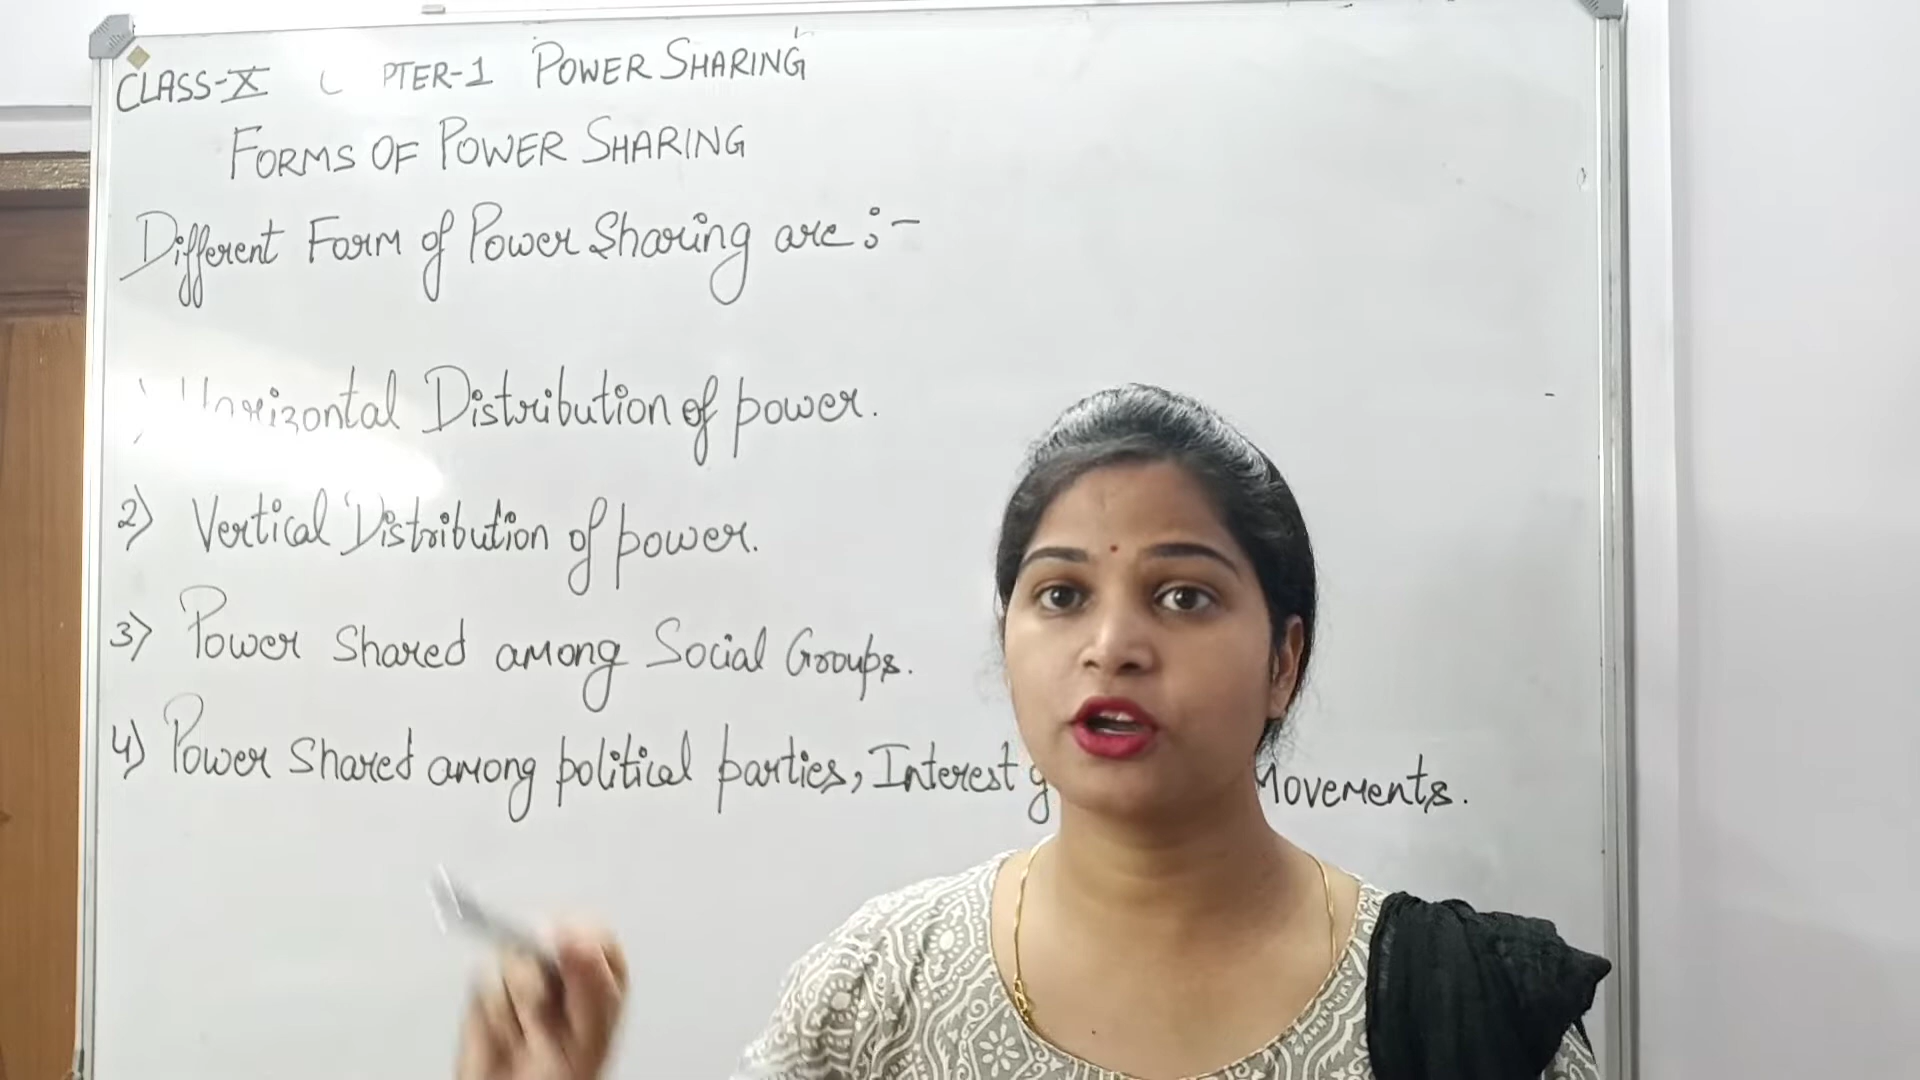 CLASS-X PTER-1 POWER SHARING
FORMS OF POWER SHARING
Different Form of Power Sharing are :-
Horizontal Distribution of power.
2) Vertical Distribution of power.
3) Power Shared among Social Groups.
4) Power Shared among political parties, Interest g Movements.